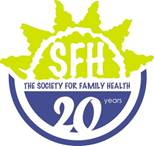 SFH
THE SOCIETY FOR FAMILY HEALTH
20 years